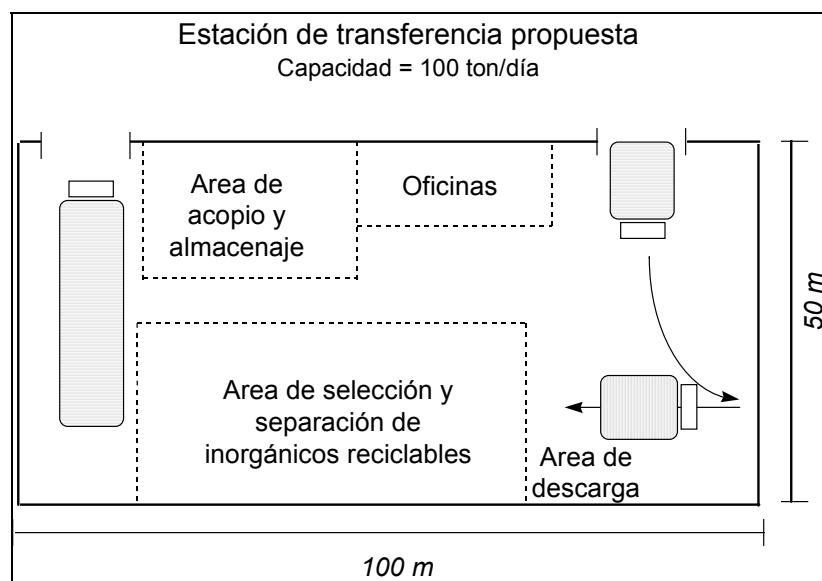 Estación de transferencia propuesta
Capacidad = 100 ton/día
Area de
acopio y
almacenaje
Oficinas
50 m
Area de selección y
separación de
inorgánicos reciclables
Area de
descarga
100 m